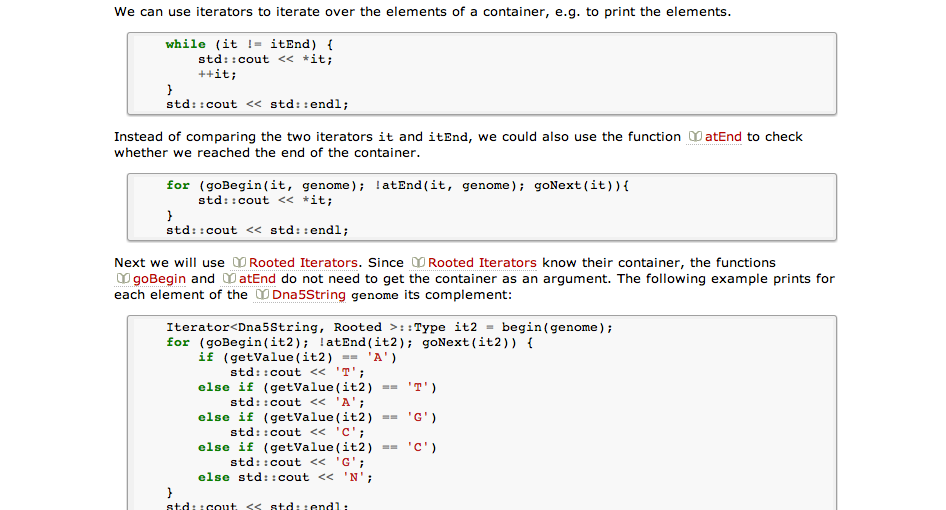 We can use iterators to iterate over the elements of a container, e.g. to print the elements.
while (it != itEnd) {
std::cout << *it;
++it;
}
std::cout << std::endl;
Instead of comparing the two iterators it and itEnd, we could also use the function atEnd to check
whether we reached the end of the container.
for (goBegin(it, genome); !atEnd(it, genome); goNext(it)){
std::cout << *it;
}
std::cout << std::endl;
Next we will use Rooted Iterators. Since Rooted Iterators know their container, the functions
goBegin and atEnd do not need to get the container as an argument. The following example prints for
each element of the Dna5String genome its complement:
Iterator<Dna5String, Rooted >::Type it2 = begin(genome);
for (goBegin(it2); !atEnd(it2); goNext(it2)) {
if (getValue(it2) == 'A')
std::cout << 'T';
else if (getValue(it2) == 'T')
std::cout << 'A';
else if (getValue(it2) == 'G')
std::cout << 'C';
else if (getValue(it2) == 'C')
std::cout << 'G';
else std::cout << 'N';
}
std::cout << std::endl;